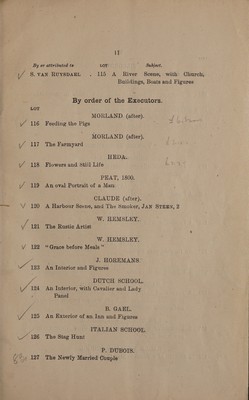 17
By or attributed to LOT Subject.
S. VAN RUYSDAEL . 115 A River Scene, with Church, Buildings, Boats and Figures
By order of the Executors.
LOT
MORLAND (after).
116 Feeding the Pigs
MORLAND (after).
117 The Farmyard
HEDA.
118 Flowers and Still Life
PEAT, 1800.
119 An oval Portrait of a Man
CLAUDE (after).
120 A Harbour Scene, and The Smoker, JAN STEEN, 2
W. HEMSLEY.
121 The Rustic Artist
W. HEMSLEY.
122 "Grace before Meals"
J. HOREMANS
123 An Interior and Figures
DUTCH SCHOOL.
124 An Interior, with Cavalier and Lady
Panel
B. GAEL.
125 An Exterior of an Inn and Figures
ITALIAN SCHOOL.
126 The Stag Hunt
P. DUBOIS.
127 The Newly Married Couple